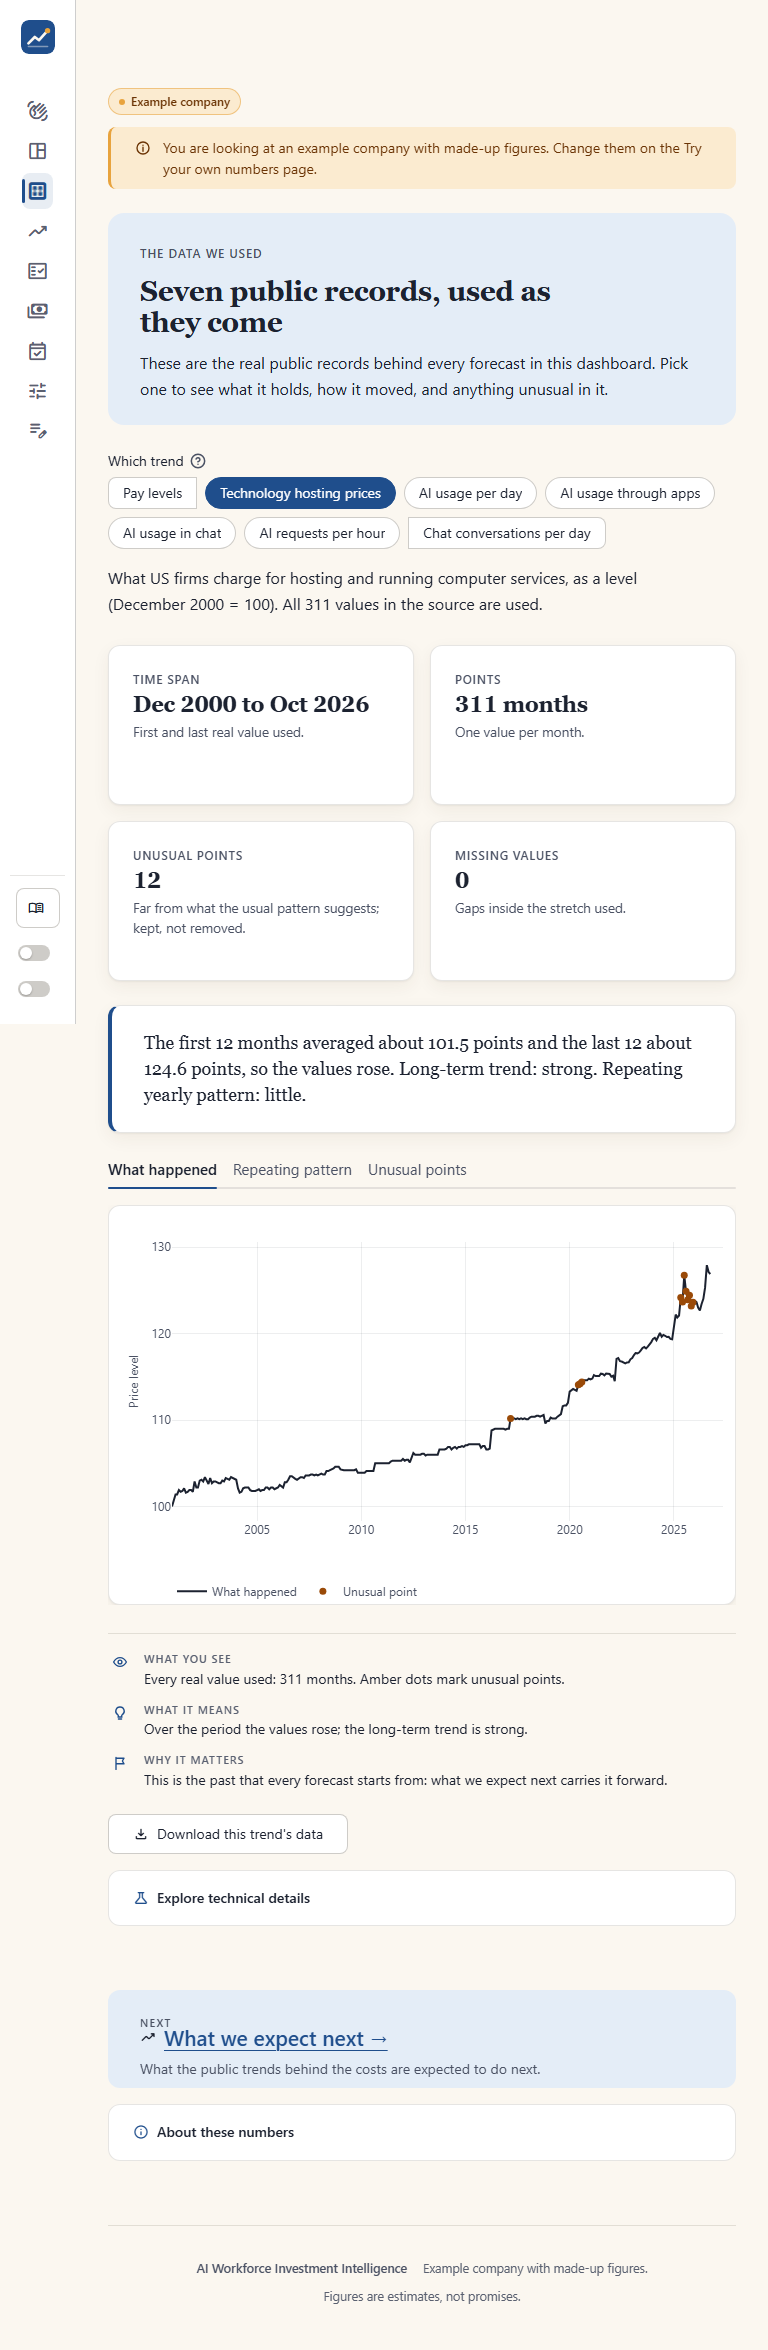 Example company
You are looking at an example company with made-up figures. Change them on the Try
your own numbers page.
THE DATA WE USED
Seven public records, used as
they come
These are the real public records behind every forecast in this dashboard. Pick
one to see what it holds, how it moved, and anything unusual in it.
Which trend
Pay levels
Technology hosting prices
AI usage per day
AI usage through apps
AI usage in chat
AI requests per hour
Chat conversations per day
What US firms charge for hosting and running computer services, as a level
(December 2000 = 100). All 311 values in the source are used.
TIME SPAN
Dec 2000 to Oct 2026
First and last real value used.
POINTS
311 months
One value per month.
UNUSUAL POINTS
12
Far from what the usual pattern suggests;
kept, not removed.
MISSING VALUES
0
Gaps inside the stretch used.
The first 12 months averaged about 101.5 points and the last 12 about
124.6 points, so the values rose. Long-term trend: strong. Repeating
yearly pattern: little.
What happened
Repeating pattern
Unusual points
130
120
110
100
Price level
2005
2010
2015
2020
2025
What happened
Unusual point
WHAT YOU SEE
Every real value used: 311 months. Amber dots mark unusual points.
WHAT IT MEANS
Over the period the values rose; the long-term trend is strong.
WHY IT MATTERS
This is the past that every forecast starts from: what we expect next carries it forward.
Download this trend's data
Explore technical details
NEXT
What we expect next →
What the public trends behind the costs are expected to do next.
About these numbers
AI Workforce Investment Intelligence
Example company with made-up figures.
Figures are estimates, not promises.